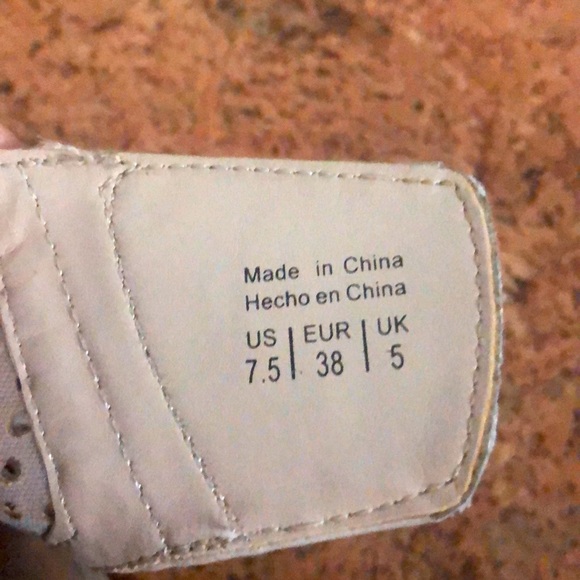 Made in China
Hecho en China
US | EUR | UK
7.5 | 38 | 5